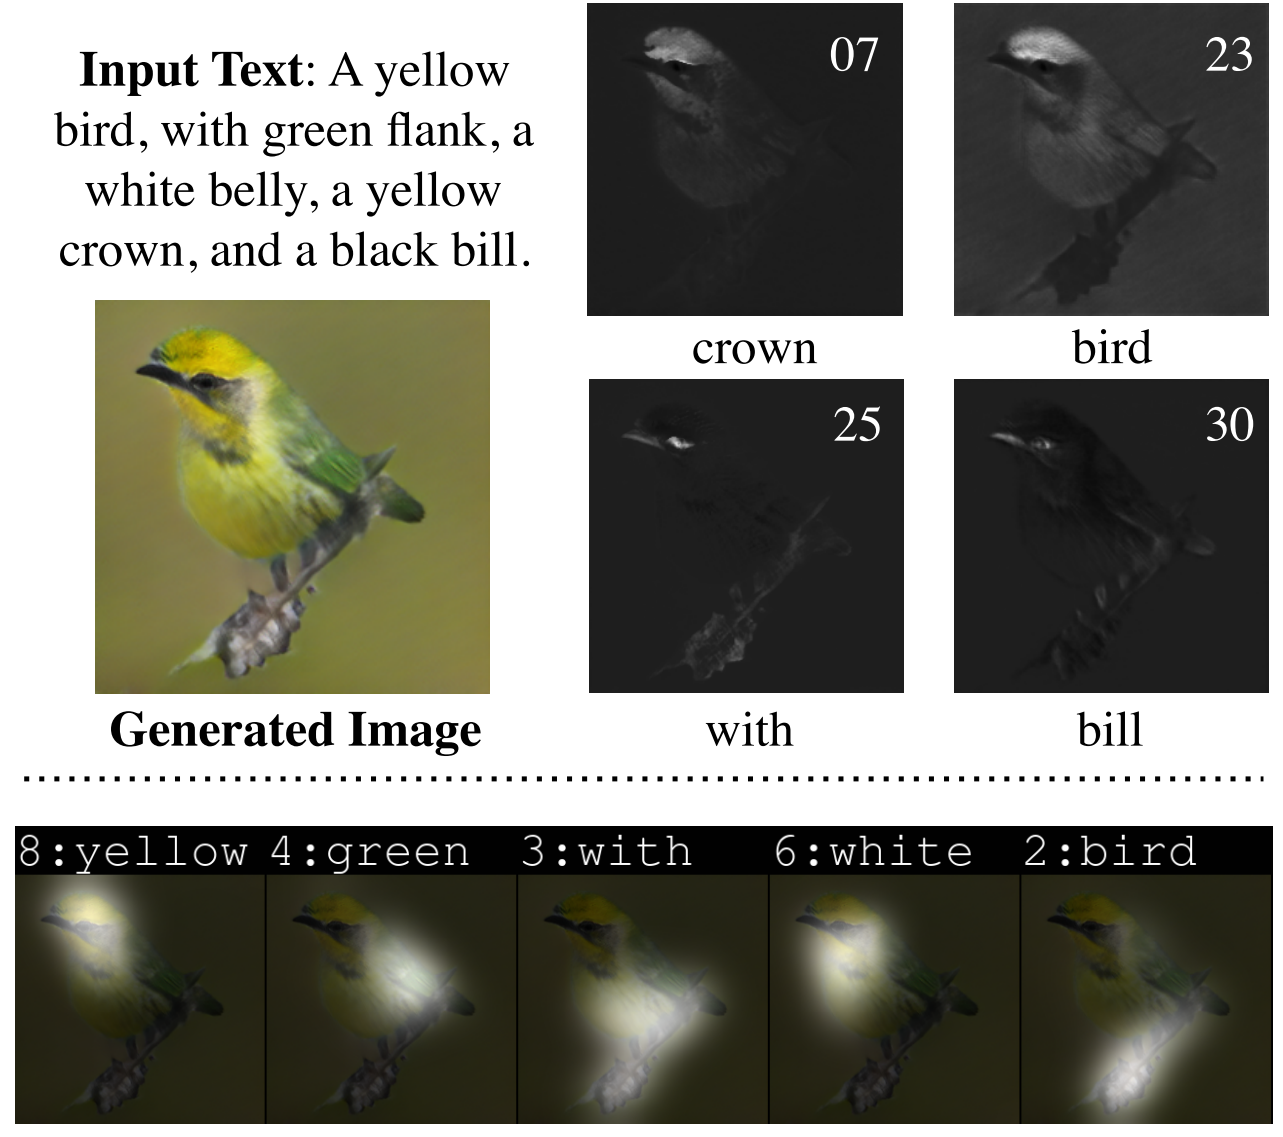 Input Text: A yellow
bird, with green flank, a
white belly, a yellow
crown, and a black bill.
Generated Image
07
crown
23
bird
25
with
30
bill
8:yellow
4:green
3:with
6:white
2:bird